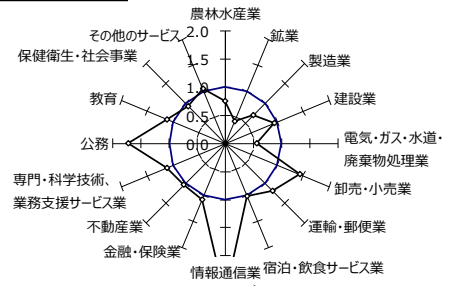 農林水産業
鉱業
製造業
建設業
電気・ガス・水道・
廃棄物処理業
卸売・小売業
運輸・郵便業
宿泊・飲食サービス業
情報通信業
金融・保険業
不動産業
専門・科学技術、
業務支援サービス業
公務
教育
保健衛生・社会事業
その他のサービス
2.0
1.5
1.0
0.5
0.0